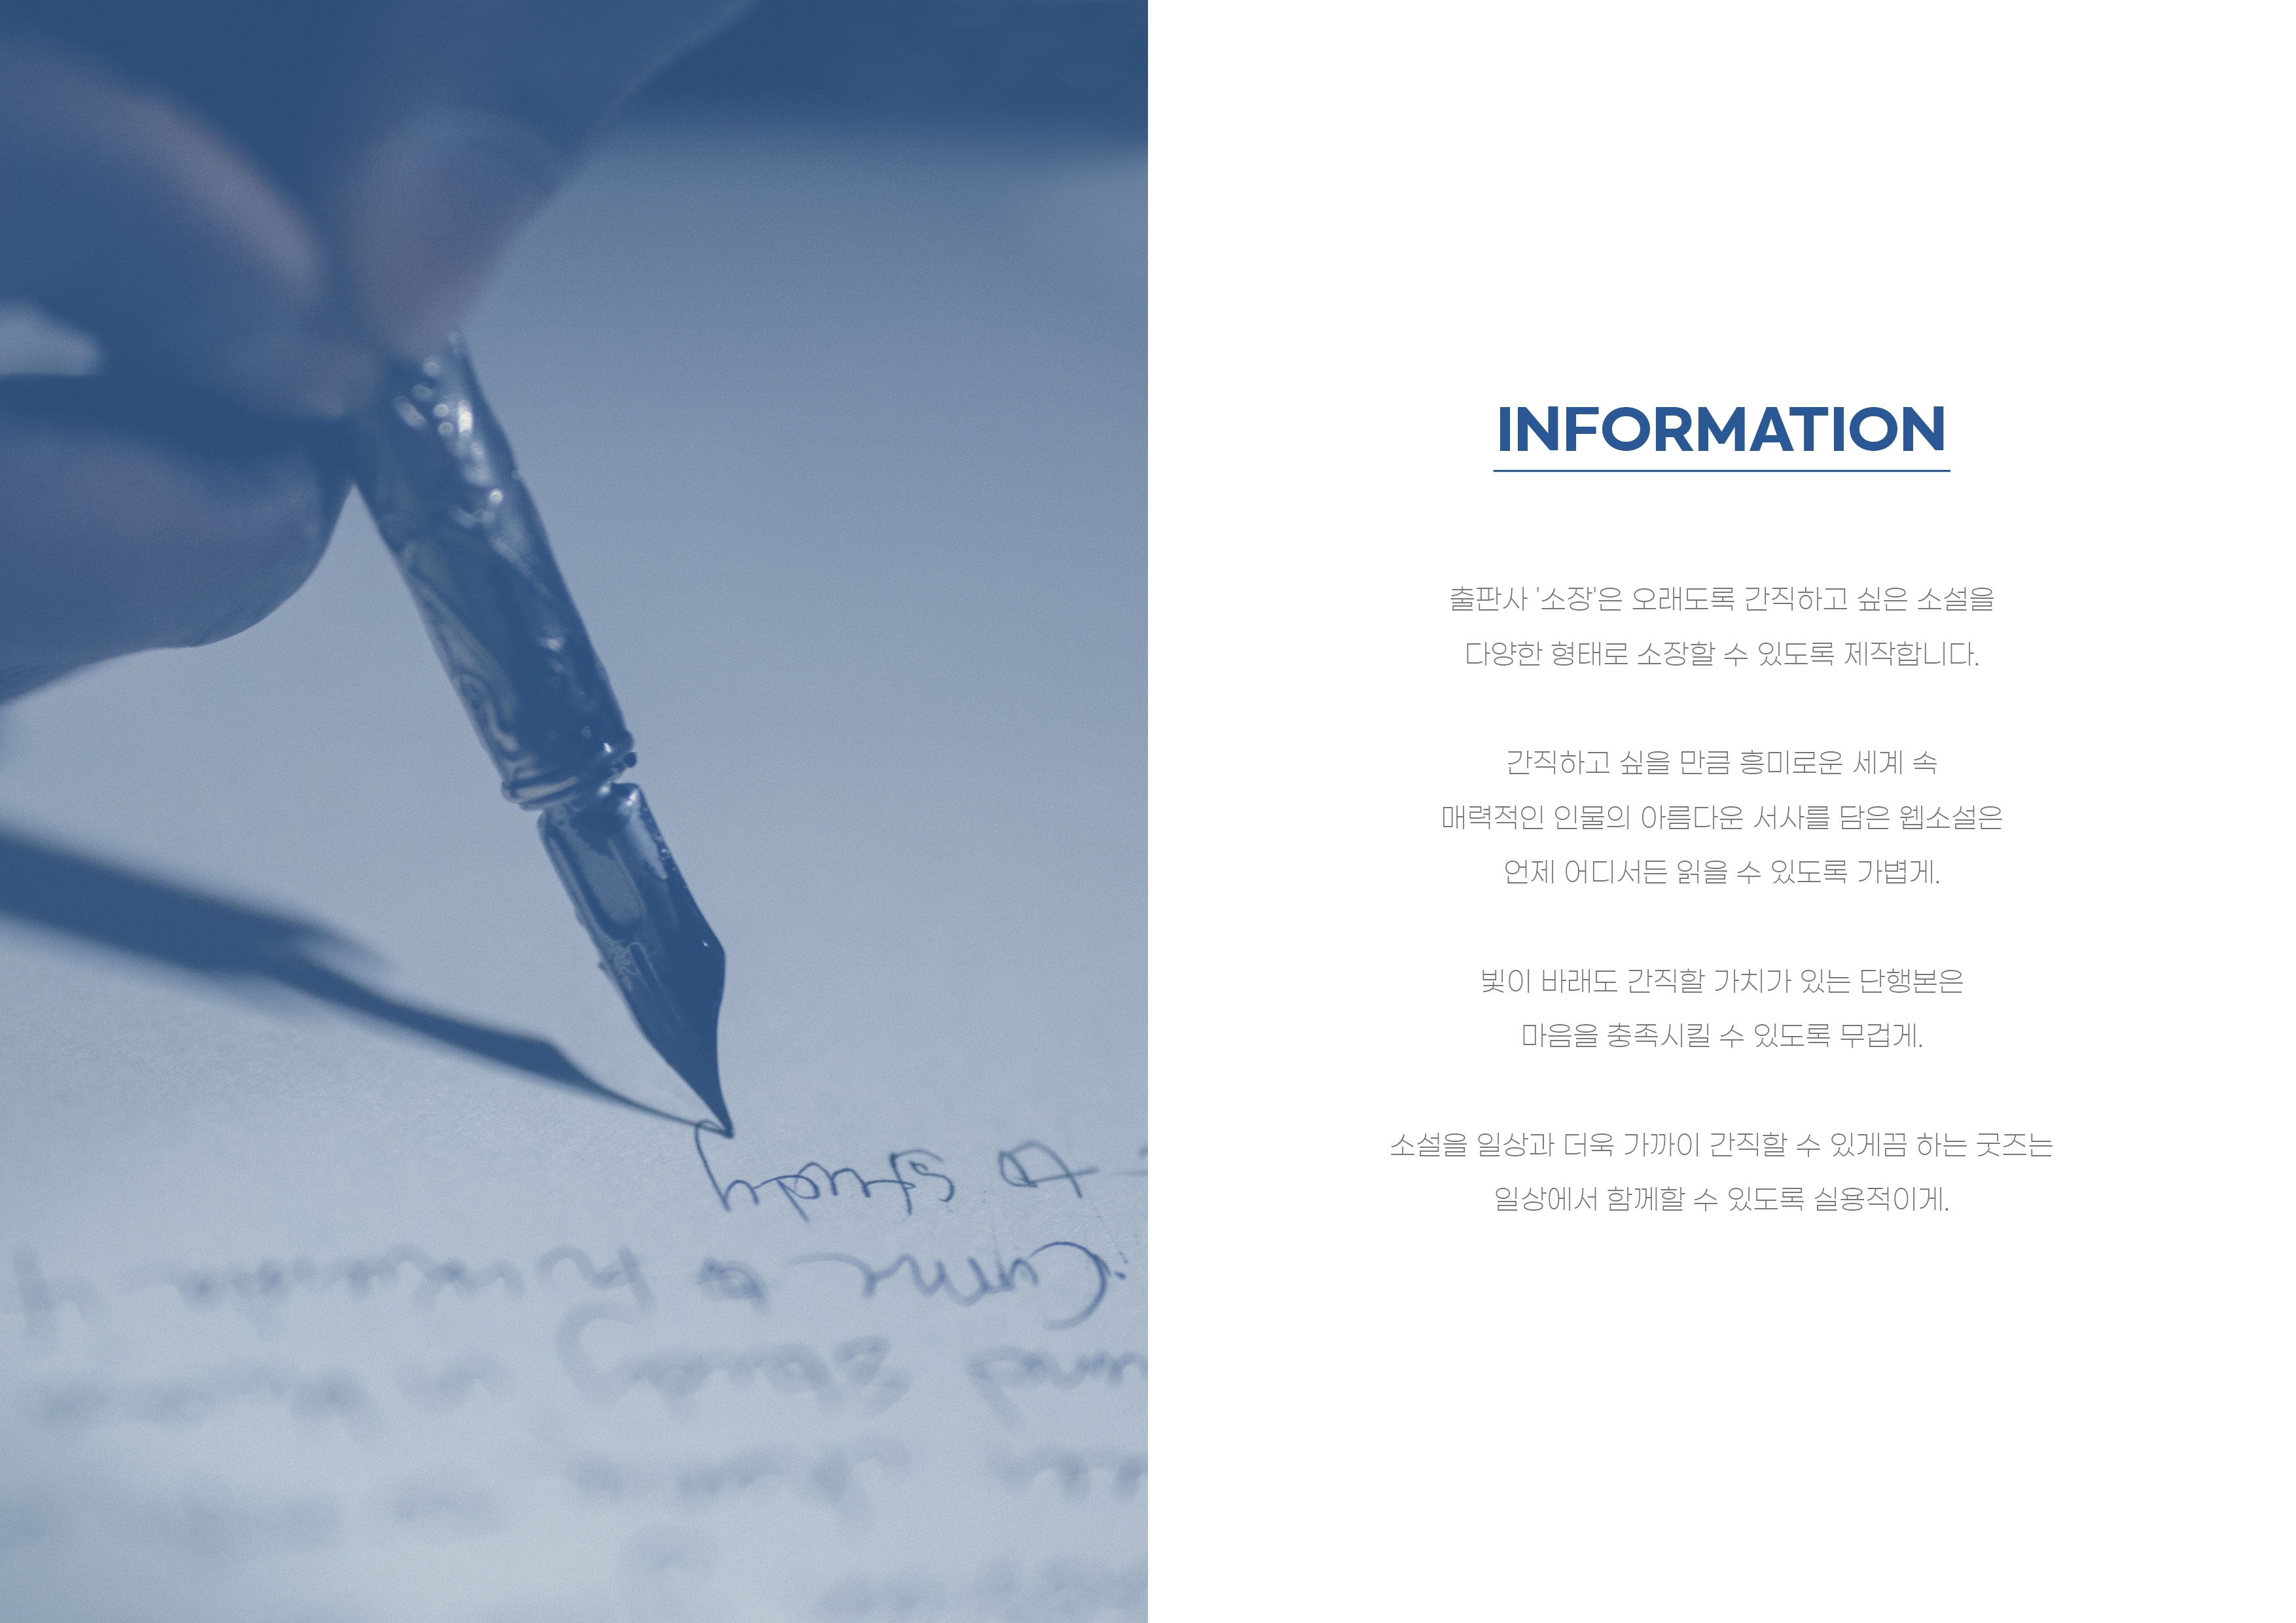 INFORMATION
출판사 '소장'은 오래도록 간직하고 싶은 소설을
다양한 형태로 소장할 수 있도록 제작합니다.
간직하고 싶을 만큼 흥미로운 세계 속
매력적인 인물의 아름다운 서사를 담은 웹소설은
언제 어디서든 읽을 수 있도록 가볍게.
빛이 바래도 간직할 가치가 있는 단행본은
마음을 충족시킬 수 있도록 무겁게.
소설을 일상과 더욱 가까이 간직할 수 있게끔 하는 굿즈는
일상에서 함께할 수 있도록 실용적이게.